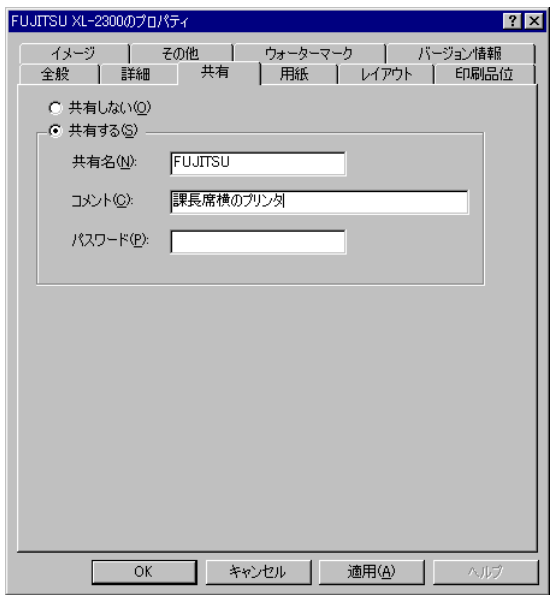 FUJITSU XL-2300のプロパティ
イメージ その他 ウォーターマーク バージョン情報
全般 詳細 共有 用紙 レイアウト 印刷品位
共有しない(O)
共有する(S)
共有名(N): FUJITSU
コメント(C): 課長席横のプリンタ
パスワード(P):
OK キャンセル 適用(A) ヘルプ